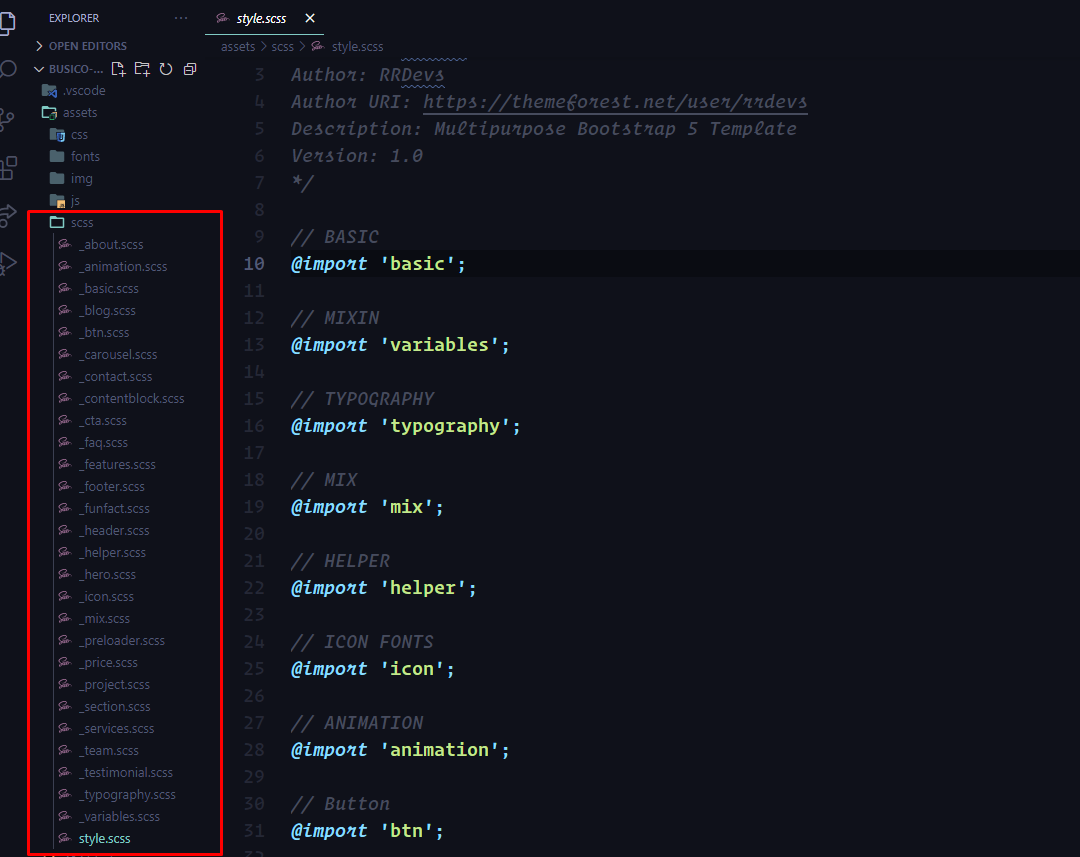 EXPLORER
···
style.scss
OPEN EDITORS
assets > scss > style.scss
BUSICO-...
.vscode
assets
css
fonts
img
js
scss
_about.scss
_animation.scss
_basic.scss
_blog.scss
_btn.scss
_carousel.scss
_contact.scss
_contentblock.scss
_cta.scss
_faq.scss
_features.scss
_footer.scss
_funfact.scss
_header.scss
_helper.scss
_hero.scss
_icon.scss
_mix.scss
_preloader.scss
_price.scss
_project.scss
_section.scss
_services.scss
_team.scss
_testimonial.scss
_typography.scss
_variables.scss
style.scss
3 Author: RRDevs
4 Author URI: https://themeforest.net/user/rrdevs
5 Description: Multipurpose Bootstrap 5 Template
6 Version: 1.0
7 */
8
9 // BASIC
10 @import 'basic';
11
12 // MIXIN
13 @import 'variables';
14
15 // TYPOGRAPHY
16 @import 'typography';
17
18 // MIX
19 @import 'mix';
20
21 // HELPER
22 @import 'helper';
23
24 // ICON FONTS
25 @import 'icon';
26
27 // ANIMATION
28 @import 'animation';
29
30 // Button
31 @import 'btn';